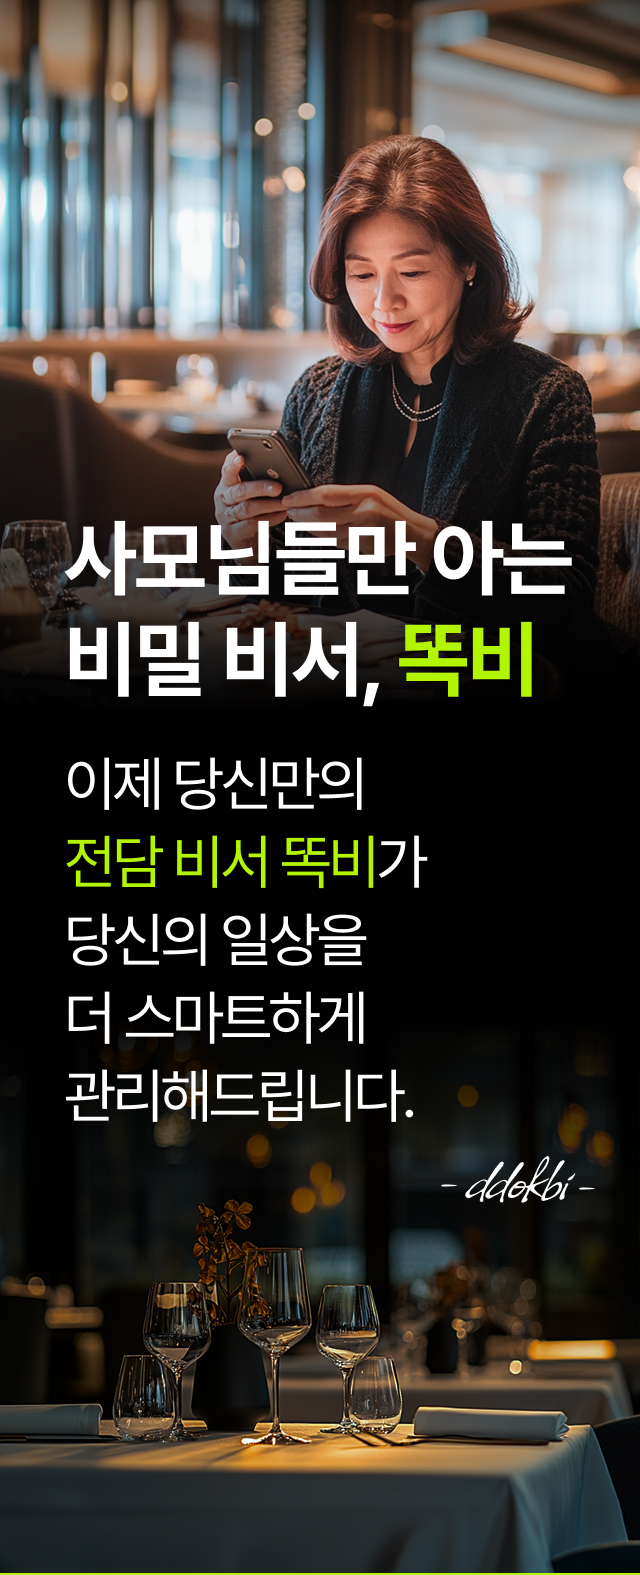 사모님들만 아는
비밀 비서, 똑비
이제 당신만의
전담 비서 똑비가
당신의 일상을
더 스마트하게
관리해드립니다.
- ddokbi -